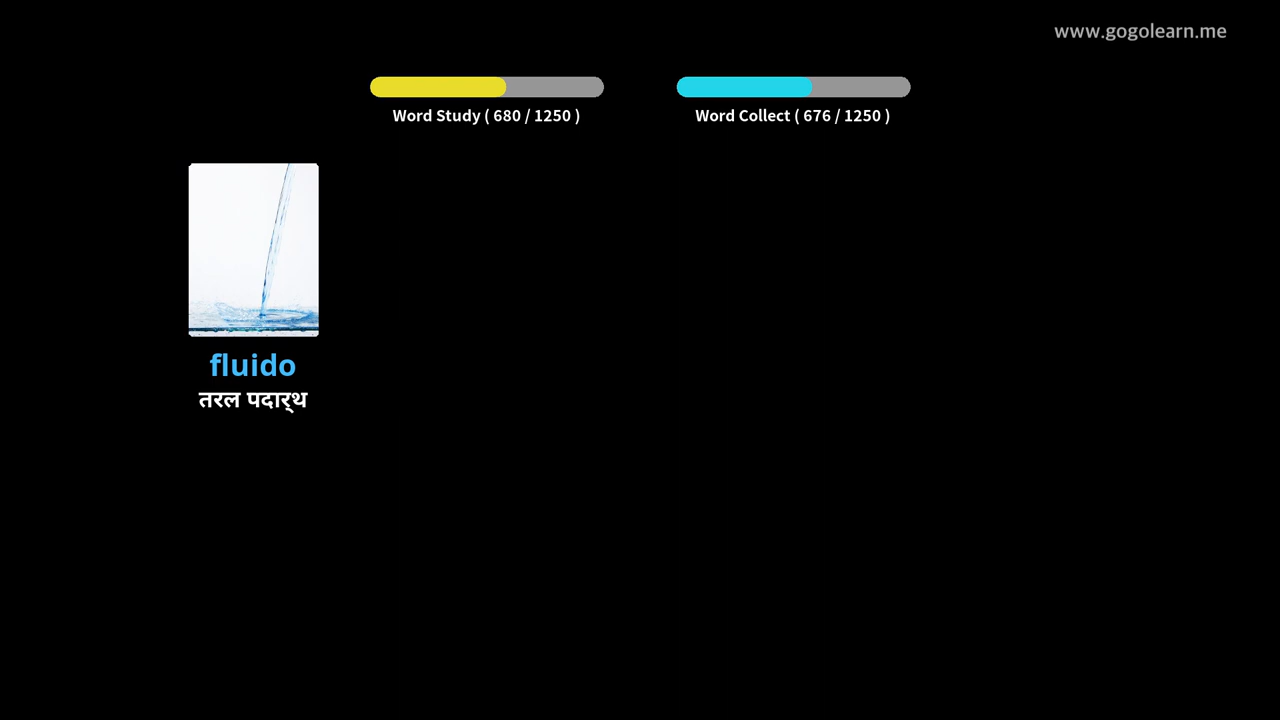 www.gogolearn.me
Word Study ( 680 / 1250 )
Word Collect ( 676 / 1250 )
fluido
तरल पदार्थ